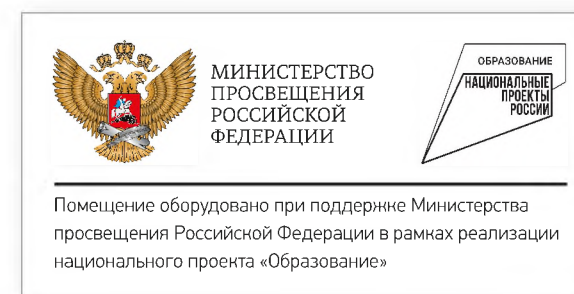 МИНИСТЕРСТВО
ПРОСВЕЩЕНИЯ
РОССИЙСКОЙ
ФЕДЕРАЦИИ
ОБРАЗОВАНИЕ
НАЦИОНАЛЬНЫЕ
ПРОЕКТЫ
РОССИИ
Помещение оборудовано при поддержке Министерства
просвещения Российской Федерации в рамках реализации
национального проекта «Образование»